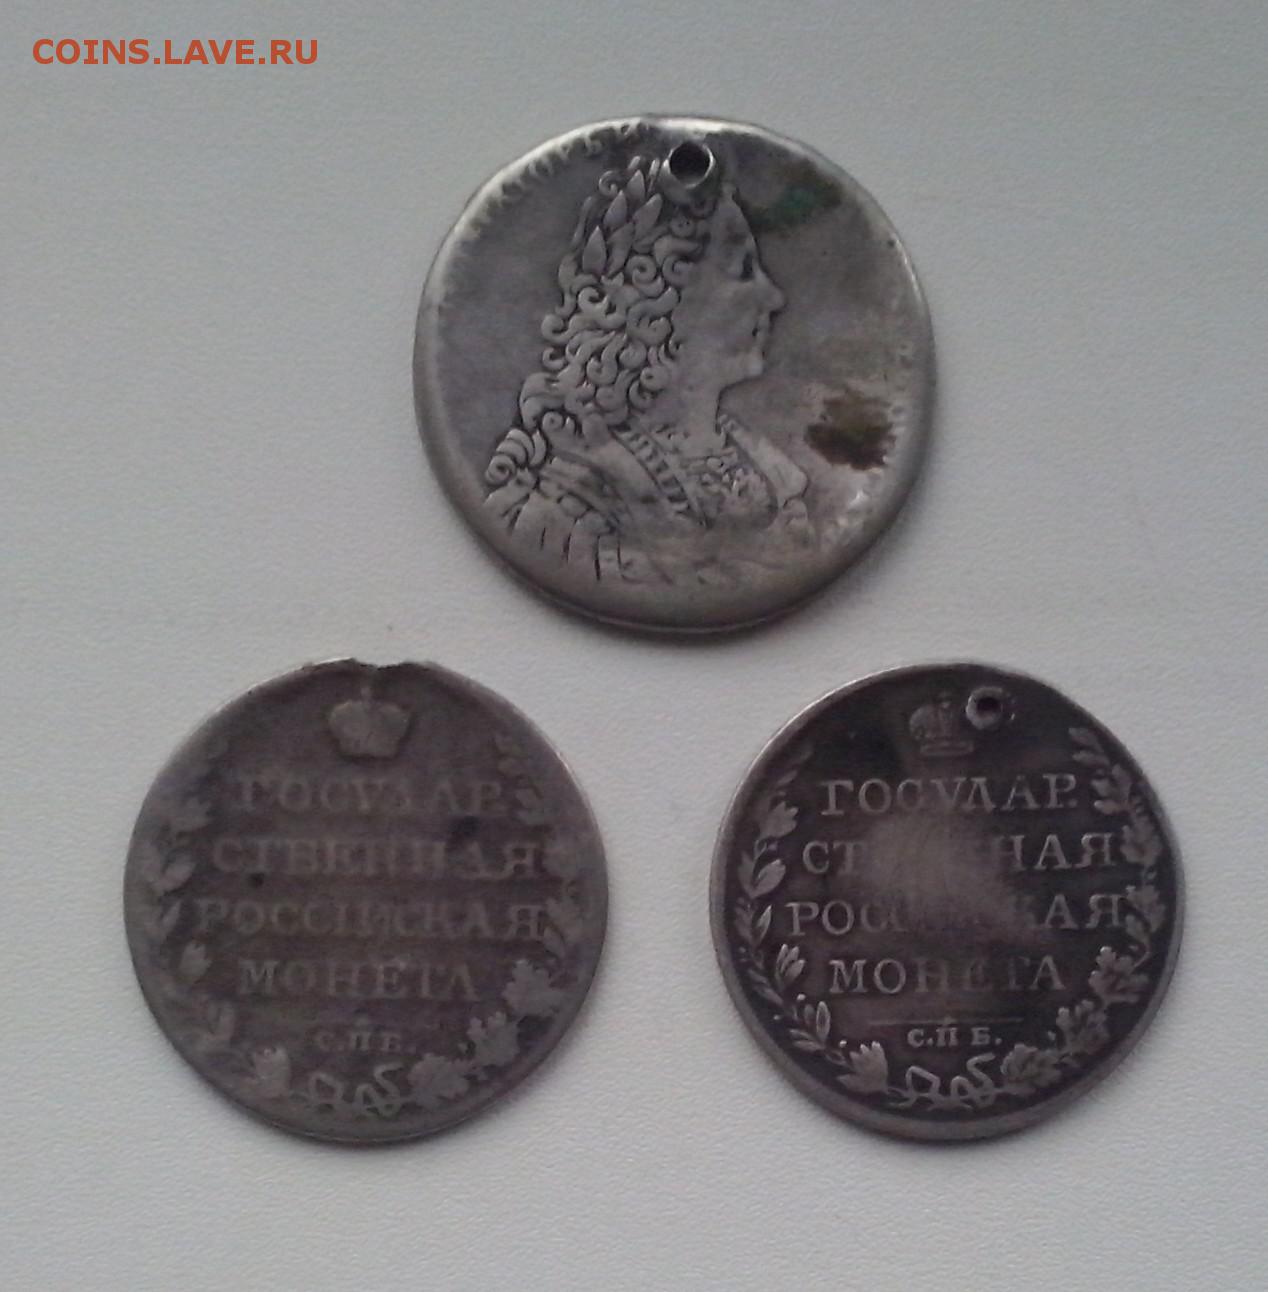 COINS.LAVE.RU
ГОСУДАР.
СТВЕННАЯ
РОССІЙСКАЯ
МОНЕТА
С.П Б.
ГОСУДАР.
РОССІЙСКАЯ
МОНЕТА
С.П Б.